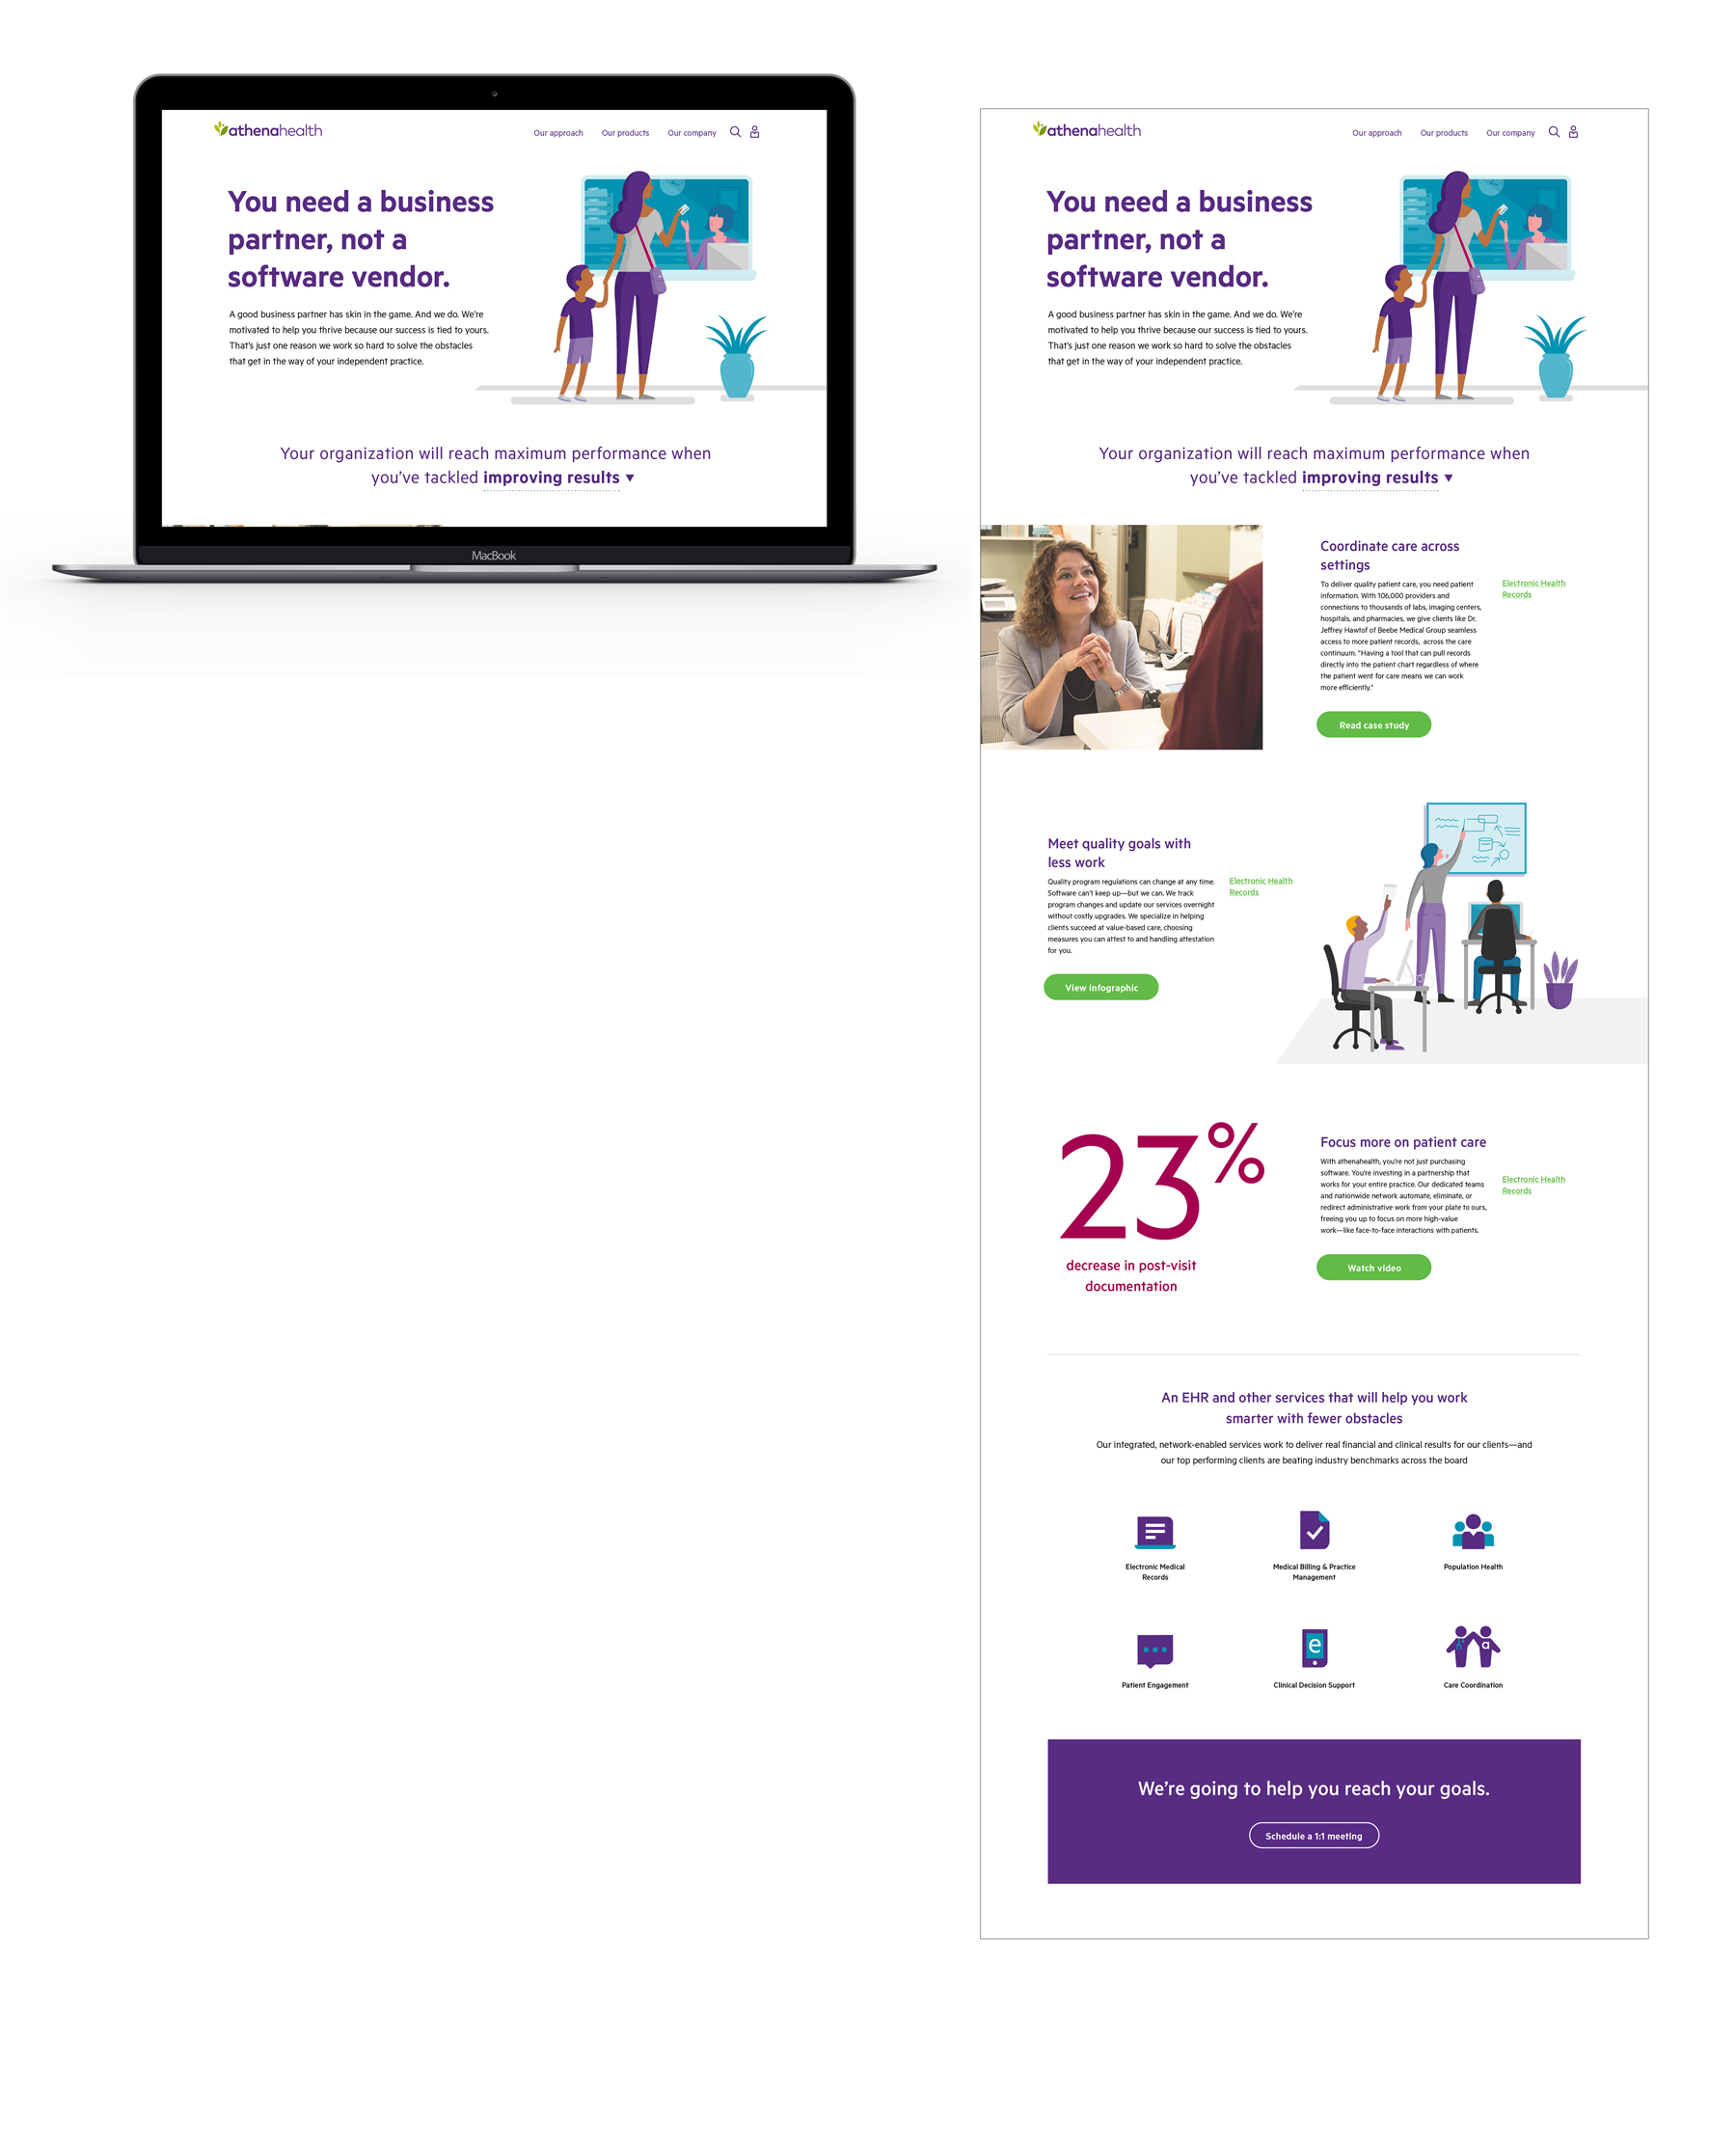 athenahealth
Our approach Our products Our company
You need a business
partner, not a
software vendor.
A good business partner has skin in the game. And we do. We're
motivated to help you thrive because our success is tied to yours.
That's just one reason we work so hard to solve the obstacles
that get in the way of your independent practice.
Your organization will reach maximum performance when
you've tackled improving results ▼
MacBook
athenahealth
Our approach Our products Our company
You need a business
partner, not a
software vendor.
A good business partner has skin in the game. And we do. We're
motivated to help you thrive because our success is tied to yours.
That's just one reason we work so hard to solve the obstacles
that get in the way of your independent practice.
Your organization will reach maximum performance when
you've tackled improving results ▼
Coordinate care across
settings
To deliver quality patient care, you need patient
information. With 106,000 providers and
connections to thousands of labs, imaging centers,
hospitals, and pharmacies, we give clients like Dr.
Jeffrey Hawtof of Beebe Medical Group seamless
access to more patient records, across the care
continuum. "Having a tool that can pull records
directly into the patient chart regardless of where
the patient went for care means we can work
more efficiently."
Electronic Health
Records
Read case study
Meet quality goals with
less work
Quality program regulations can change at any time.
Software can't keep up—but we can. We track
program changes and update our services overnight
without costly upgrades. We specialize in helping
clients succeed at value-based care, choosing
measures you can attest to and handling attestation
for you.
Electronic Health
Records
View infographic
23%
decrease in post-visit
documentation
Focus more on patient care
With athenahealth, you're not just purchasing
software. You're investing in a partnership that
works for your entire practice. Our dedicated teams
and nationwide network automate, eliminate, or
redirect administrative work from your plate to ours,
freeing you up to focus on more high-value
work—like face-to-face interactions with patients.
Electronic Health
Records
Watch video
An EHR and other services that will help you work
smarter with fewer obstacles
Our integrated, network-enabled services work to deliver real financial and clinical results for our clients—and
our top performing clients are beating industry benchmarks across the board
Electronic Medical
Records
Medical Billing & Practice
Management
Population Health
e
a
Patient Engagement
Clinical Decision Support
Care Coordination
We're going to help you reach your goals.
Schedule a 1:1 meeting